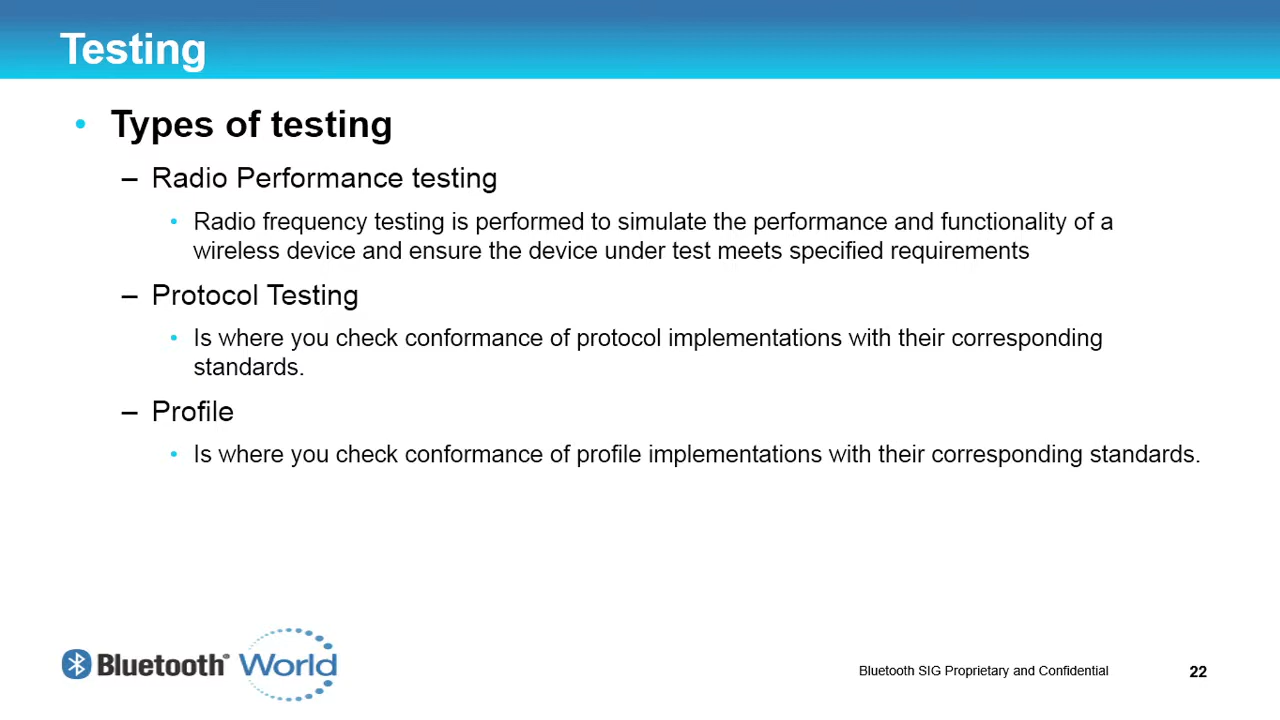 Testing
• Types of testing
– Radio Performance testing
• Radio frequency testing is performed to simulate the performance and functionality of a
wireless device and ensure the device under test meets specified requirements
– Protocol Testing
• Is where you check conformance of protocol implementations with their corresponding
standards.
– Profile
• Is where you check conformance of profile implementations with their corresponding standards.
Bluetooth® World
Bluetooth SIG Proprietary and Confidential
22